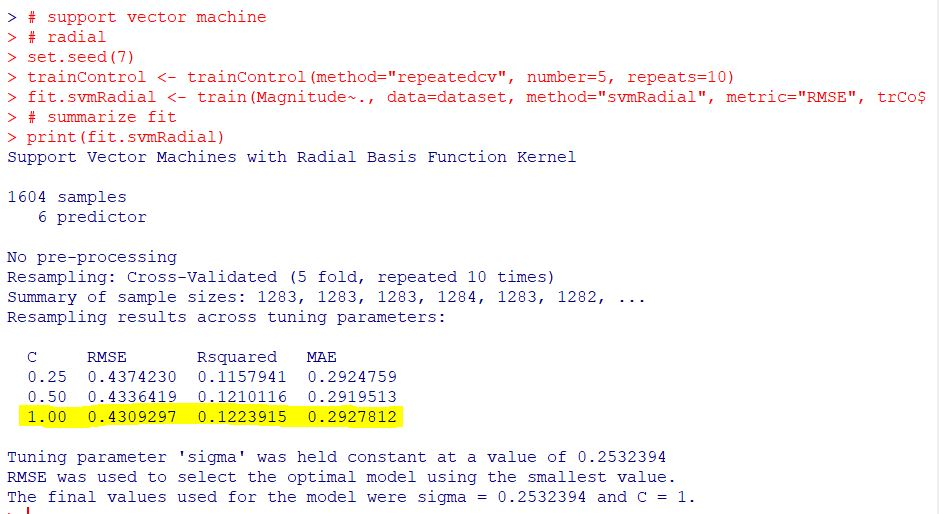 > # support vector machine
> # radial
> set.seed(7)
> trainControl <- trainControl(method="repeatedcv", number=5, repeats=10)
> fit.svmRadial <- train(Magnitude~., data=dataset, method="svmRadial", metric="RMSE", trCo$
> # summarize fit
> print(fit.svmRadial)
Support Vector Machines with Radial Basis Function Kernel
1604 samples
6 predictor
No pre-processing
Resampling: Cross-Validated (5 fold, repeated 10 times)
Summary of sample sizes: 1283, 1283, 1283, 1284, 1283, 1282, ...
Resampling results across tuning parameters:
C RMSE Rsquared MAE
0.25 0.4374230 0.1157941 0.2924759
0.50 0.4336419 0.1210116 0.2919513
1.00 0.4309297 0.1223915 0.2927812
Tuning parameter 'sigma' was held constant at a value of 0.2532394
RMSE was used to select the optimal model using the smallest value.
The final values used for the model were sigma = 0.2532394 and C = 1.
>